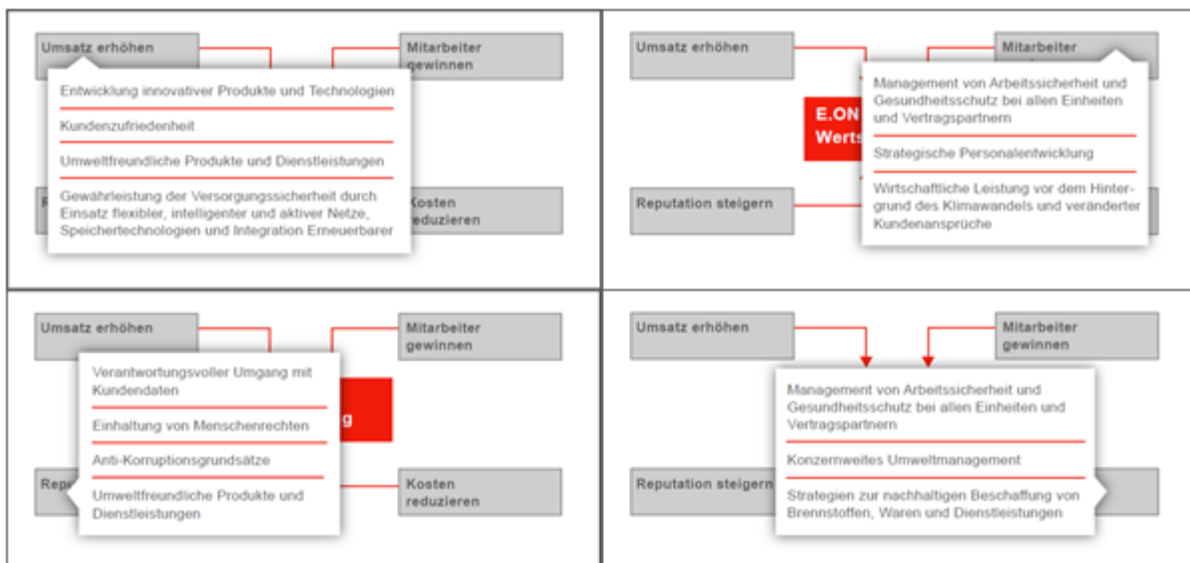 Umsatz erhöhen
Mitarbeiter
gewinnen
Entwicklung innovativer Produkte und Technologien
Kundenzufriedenheit
Umweltfreundliche Produkte und Dienstleistungen
Gewährleistung der Versorgungssicherheit durch
Einsatz flexibler, intelligenter und aktiver Netze,
Speichertechnologien und Integration Erneuerbarer
Kosten
reduzieren
Umsatz erhöhen
Mitarbeiter
E.ON
Management von Arbeitssicherheit und
Gesundheitsschutz bei allen Einheiten
und Vertragspartnern
Strategische Personalentwicklung
Wirtschaftliche Leistung vor dem Hinter-
grund des Klimawandels und veränderter
Kundenansprüche
Reputation steigern
Umsatz erhöhen
Mitarbeiter
gewinnen
Verantwortungsvoller Umgang mit
Kundendaten
Einhaltung von Menschenrechten
Anti-Korruptionsgrundsätze
Umweltfreundliche Produkte und
Dienstleistungen
Kosten
reduzieren
Umsatz erhöhen
Mitarbeiter
gewinnen
Management von Arbeitssicherheit und
Gesundheitsschutz bei allen Einheiten und
Vertragspartnern
Konzernweites Umweltmanagement
Strategien zur nachhaltigen Beschaffung von
Brennstoffen, Waren und Dienstleistungen
Reputation steigern